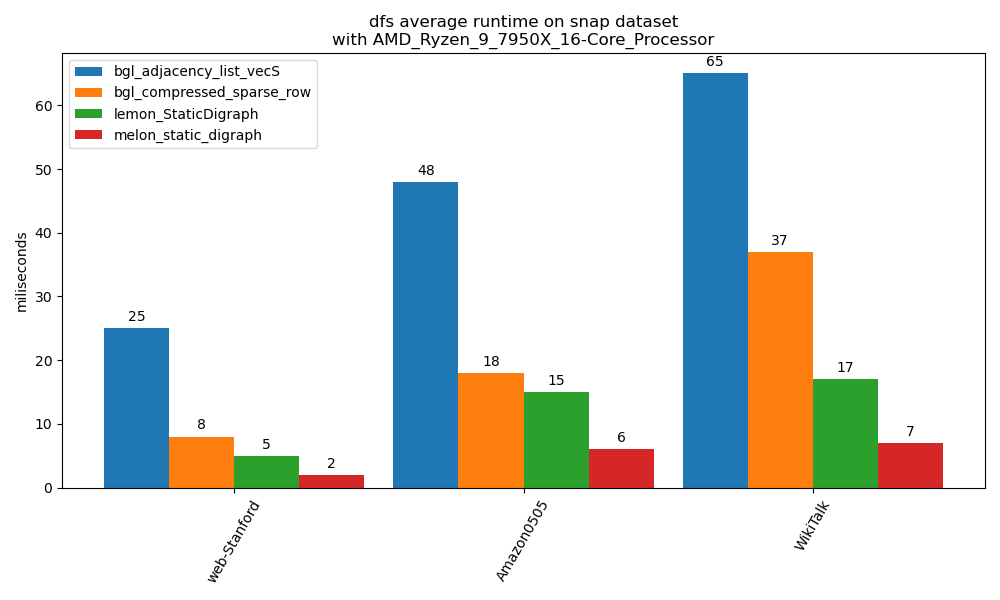 dfs average runtime on snap dataset
with AMD_Ryzen_9_7950X_16-Core_Processor
bgl_adjacency_list_vecS
bgl_compressed_sparse_row
lemon_StaticDigraph
melon_static_digraph
miliseconds
60
50
40
30
20
10
0
25
8
5
2
48
18
15
6
65
37
17
7
web-Stanford
Amazon0505
WikiTalk